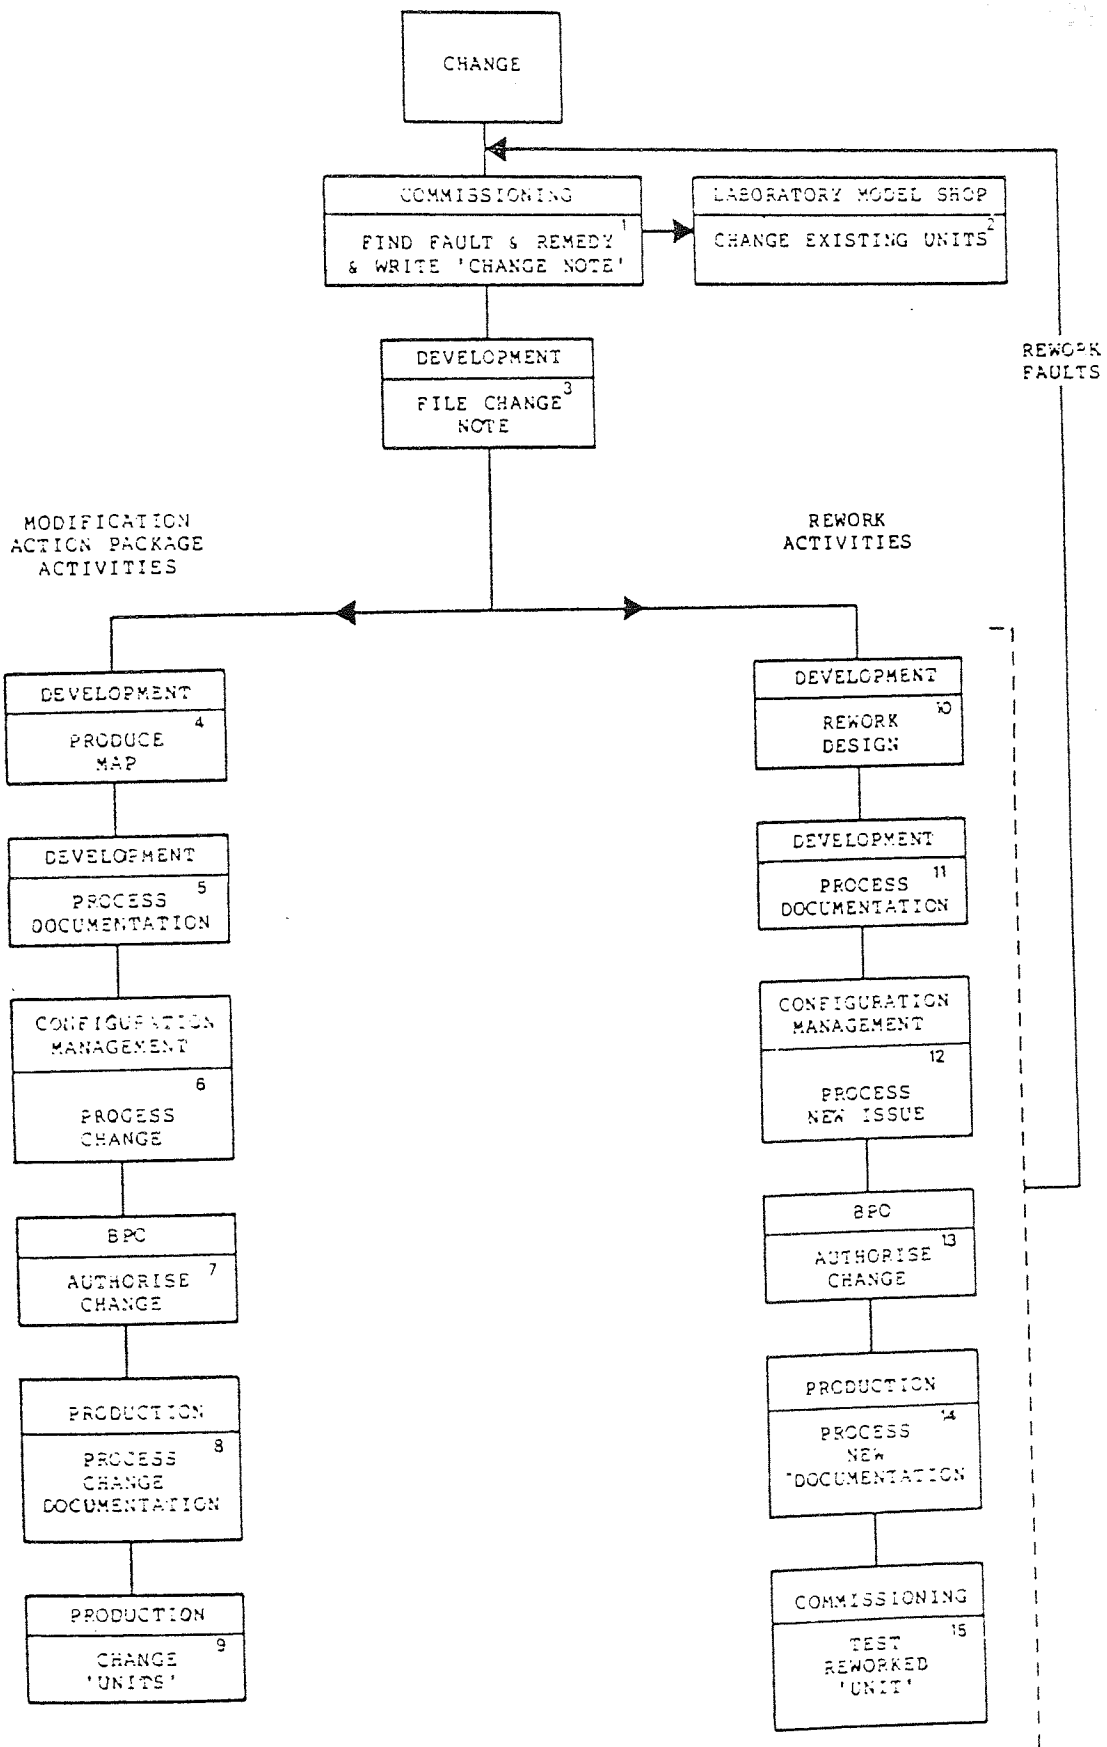 CHANGE
COMMISSIONING
1
FIND FAULT & REMEDY
& WRITE 'CHANGE NOTE'
LABORATORY MODEL SHOP
2
CHANGE EXISTING UNITS
DEVELOPMENT
3
FILE CHANGE
NOTE
REWORK
FAULTS
MODIFICATION
ACTION PACKAGE
ACTIVITIES
REWORK
ACTIVITIES
DEVELOPMENT
4
PRODUCE
MAP
DEVELOPMENT
5
PROCESS
DOCUMENTATION
CONFIGURATION
MANAGEMENT
6
PROCESS
CHANGE
BPO
7
AUTHORISE
CHANGE
PRODUCTION
8
PROCESS
CHANGE
DOCUMENTATION
PRODUCTION
9
CHANGE
'UNITS'
DEVELOPMENT
10
REWORK
DESIGN
DEVELOPMENT
11
PROCESS
DOCUMENTATION
CONFIGURATION
MANAGEMENT
12
PROCESS
NEW ISSUE
BPO
13
AUTHORISE
CHANGE
PRODUCTION
14
PROCESS
NEW
DOCUMENTATION
COMMISSIONING
15
TEST
REWORKED
'UNIT'